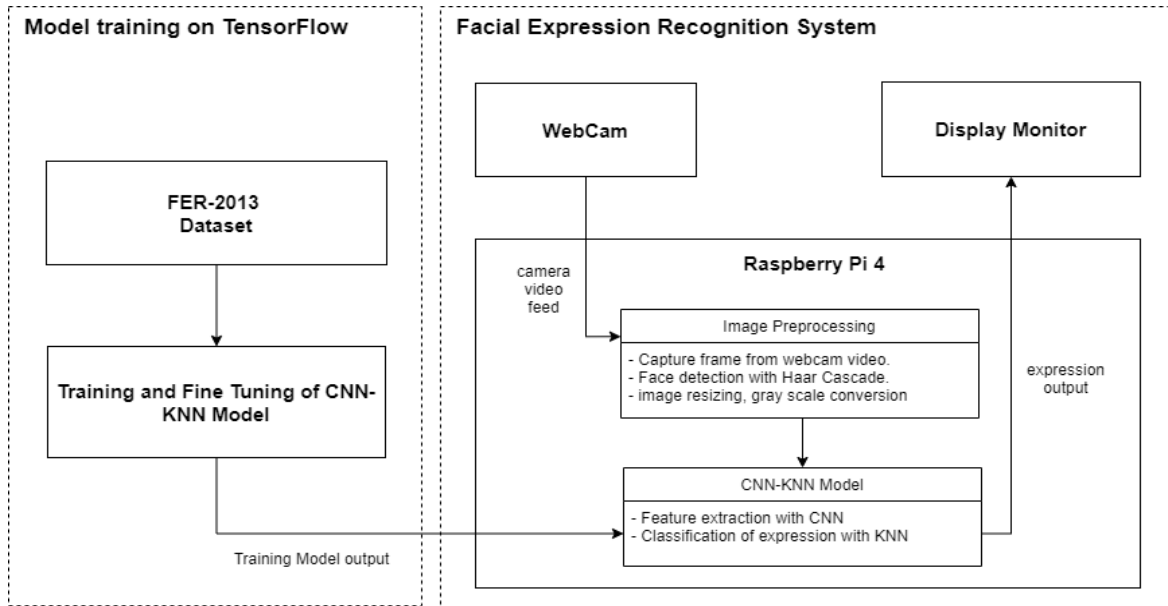 Model training on TensorFlow
FER-2013
Dataset
Training and Fine Tuning of CNN-
KNN Model
Training Model output
Facial Expression Recognition System
WebCam
Display Monitor
camera
video
feed
Raspberry Pi 4
Image Preprocessing
- Capture frame from webcam video.
- Face detection with Haar Cascade.
- image resizing, gray scale conversion
CNN-KNN Model
- Feature extraction with CNN
- Classification of expression with KNN
expression
output